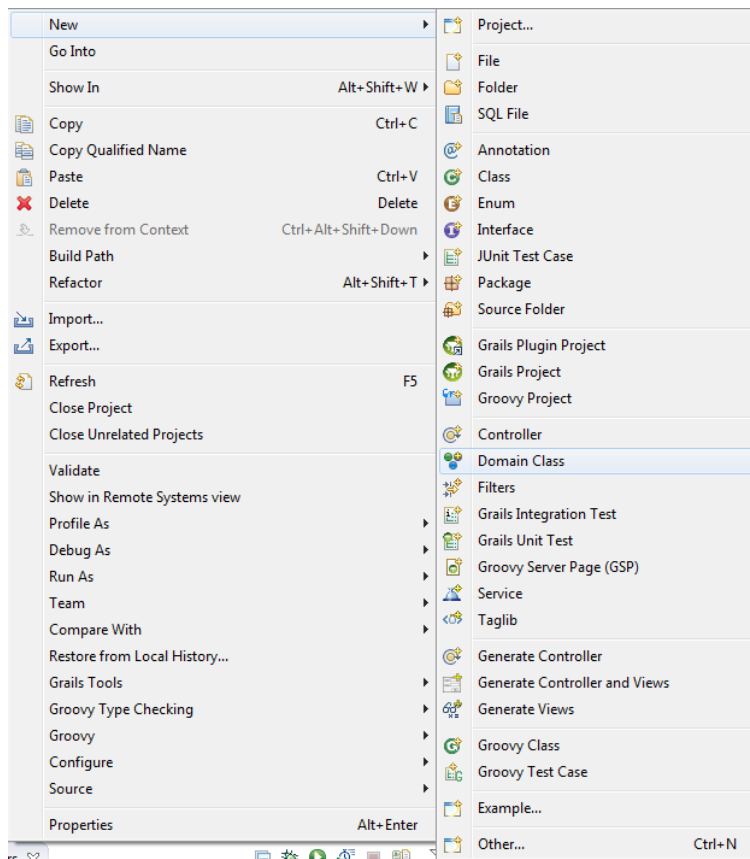 New
Go Into
Show In Alt+Shift+W
Copy Ctrl+C
Copy Qualified Name
Paste Ctrl+V
Delete Delete
Remove from Context Ctrl+Alt+Shift+Down
Build Path
Refactor Alt+Shift+T
Import...
Export...
Refresh F5
Close Project
Close Unrelated Projects
Validate
Show in Remote Systems view
Profile As
Debug As
Run As
Team
Compare With
Restore from Local History...
Grails Tools
Groovy Type Checking
Groovy
Configure
Source
Properties Alt+Enter
Project...
File
Folder
SQL File
Annotation
Class
Enum
Interface
JUnit Test Case
Package
Source Folder
Grails Plugin Project
Grails Project
Groovy Project
Controller
Domain Class
Filters
Grails Integration Test
Grails Unit Test
Groovy Server Page (GSP)
Service
Taglib
Generate Controller
Generate Controller and Views
Generate Views
Groovy Class
Groovy Test Case
Example...
Other... Ctrl+N